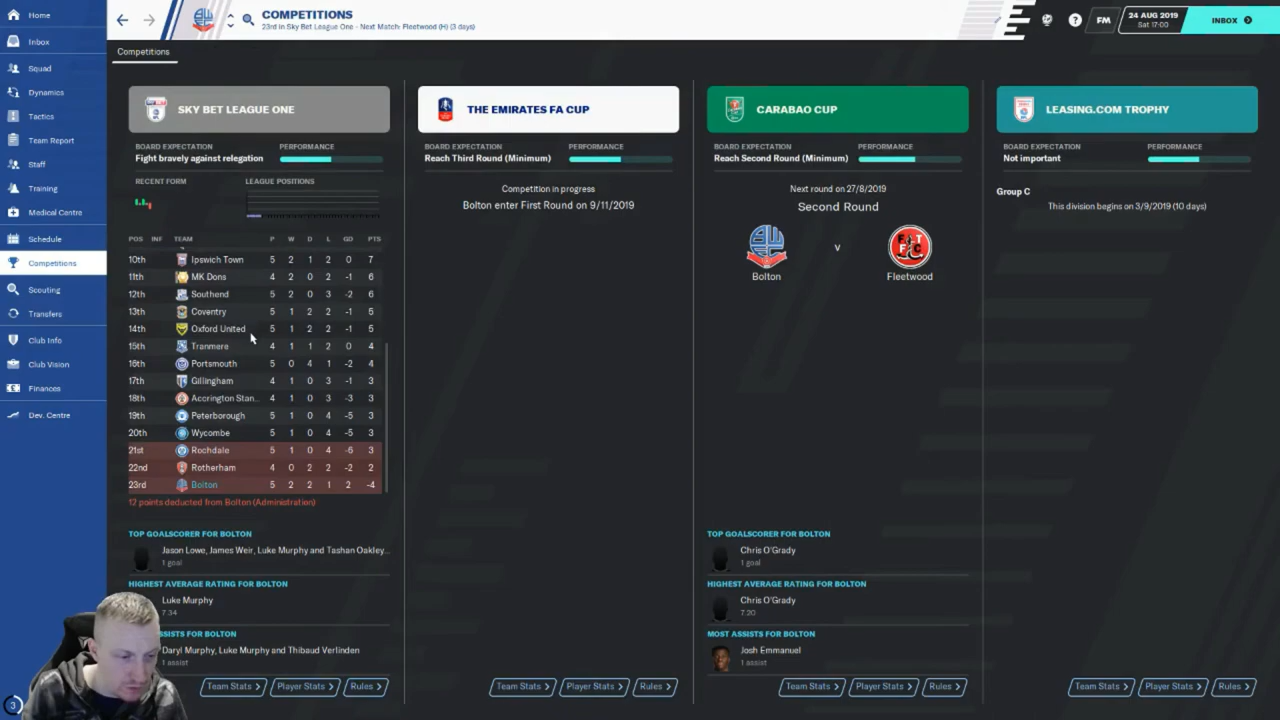 Home
Inbox
Squad
Dynamics
Tactics
Team Report
Staff
Training
Medical Centre
Schedule
Competitions
Scouting
Transfers
Club Info
Club Vision
Finances
Dev. Centre
3
COMPETITIONS
23rd in Sky Bet League One - Next Match: Fleetwood (H) (3 days)
FM
24 AUG 2019
Sat 17:00
INBOX
Competitions
SKY BET LEAGUE ONE
BOARD EXPECTATION PERFORMANCE
Fight bravely against relegation
RECENT FORM LEAGUE POSITIONS
POS INF TEAM P W D L GD PTS
10th Ipswich Town 5 2 1 2 0 7
11th MK Dons 4 2 0 2 -1 6
12th Southend 5 2 0 3 -2 6
13th Coventry 5 1 2 2 -1 5
14th Oxford United 5 1 2 2 -1 5
15th Tranmere 4 1 1 2 0 4
16th Portsmouth 5 0 4 1 -2 4
17th Gillingham 4 1 0 3 -1 3
18th Accrington Stan... 4 1 0 3 -3 3
19th Peterborough 5 1 0 4 -5 3
20th Wycombe 5 1 0 4 -5 3
21st Rochdale 5 1 0 4 -6 3
22nd Rotherham 4 0 2 2 -2 2
23rd Bolton 5 2 2 1 2 -4
12 points deducted from Bolton (Administration)
TOP GOALSCORER FOR BOLTON
Jason Lowe, James Weir, Luke Murphy and Tashan Oakley...
1 goal
HIGHEST AVERAGE RATING FOR BOLTON
Luke Murphy
7.34
ASSISTS FOR BOLTON
Daryl Murphy, Luke Murphy and Thibaud Verlinden
1 assist
Team Stats > Player Stats > Rules >
THE EMIRATES FA CUP
BOARD EXPECTATION PERFORMANCE
Reach Third Round (Minimum)
Competition in progress
Bolton enter First Round on 9/11/2019
Team Stats > Player Stats > Rules >
CARABAO CUP
BOARD EXPECTATION PERFORMANCE
Reach Second Round (Minimum)
Next round on 27/8/2019
Second Round
v
Bolton Fleetwood
TOP GOALSCORER FOR BOLTON
Chris O'Grady
1 goal
HIGHEST AVERAGE RATING FOR BOLTON
Chris O'Grady
7.20
MOST ASSISTS FOR BOLTON
Josh Emmanuel
1 assist
Team Stats > Player Stats > Rules >
LEASING.COM TROPHY
BOARD EXPECTATION PERFORMANCE
Not important
Group C
This division begins on 3/9/2019 (10 days)
Team Stats > Player Stats > Rules >